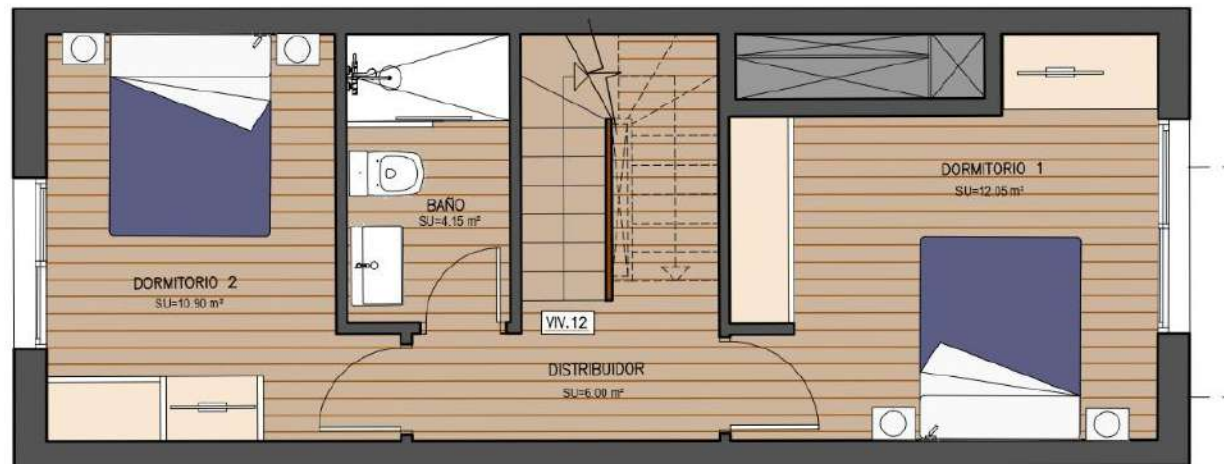 DORMITORIO 1
SU=12.05 m²
BAÑO
SU=4.15 m²
DORMITORIO 2
SU=10.90 m²
VIV.12
DISTRIBUIDOR
SU=6.00 m²